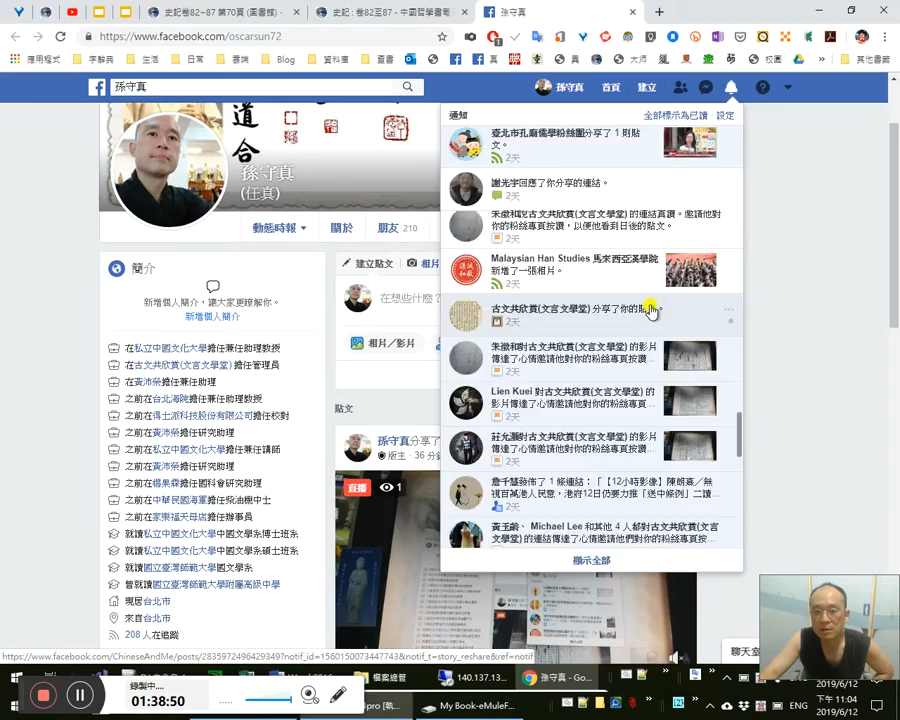 史記卷82~87 第70頁 (圖書館)
史記 : 卷82至87 - 中國哲學書電
孫守真
https://www.facebook.com/oscarsun72
應用程式
字辭典
生活
日常
雲端
Blog
資料庫
查書
真
大師
校園
其他書籤
孫守真
孫守真
首頁
建立
道
合
孫守真
(任真)
動態時報
關於
朋友 210
簡介
新增個人簡介，讓大家更瞭解你。
新增個人簡介
在私立中國文化大學擔任兼任助理教授
在古文共欣賞(文言文學堂) 擔任管理員
在黃沛榮擔任兼任助理
之前在台北海院擔任兼任助理教授
之前在得士派科技股份有限公司擔任校對
之前在黃沛榮擔任研究助理
之前在私立中國文化大學擔任兼任講師
之前在黃沛榮擔任研究助理
之前在楊果霖擔任國科會研究助理
之前在中華民國海軍擔任柴油機中士
之前在家樂福天母店擔任辦事員
就讀私立中國文化大學中國文學系博士班系
就讀私立中國文化大學中國文學系碩士班系
就讀國立臺灣師範大學國文學系
曾就讀國立臺灣師範大學附屬高級中學
現居台北市
來自台北市
208 人在追蹤
建立貼文
相片
在想些什麼？
相片/影片
貼文
孫守真分享了
版主 · 36 分
直播
1
通知
全部標示為已讀
設定
臺北市孔廟儒學粉絲團分享了 1 則貼
文。
2天
謝光宇回應了你分享的連結。
2天
朱徽和說古文共欣賞(文言文學堂) 的連結真讚。邀請他對
你的粉絲專頁按讚，以便他看到日後的貼文。
2天
Malaysian Han Studies 馬來西亞漢學院
新增了一張相片。
2天
古文共欣賞(文言文學堂) 分享了你的貼
2天
朱徽和對古文共欣賞(文言文學堂) 的影片
傳達了心情邀請他對你的粉絲專頁按讚...
2天
Lien Kuei 對古文共欣賞(文言文學堂) 的
影片傳達了心情邀請他對你的粉絲專頁...
2天
莊允灝對古文共欣賞(文言文學堂) 的影片
傳達了心情邀請他對你的粉絲專頁按讚...
2天
詹千慧發佈了 1 條連結：「【12小時影像】陳朗熹／無
視百萬港人民意，港府12日仍要力推「送中條例」二讀...
2天
黃玉齡、 Michael Lee 和其他 4 人都對古文共欣賞(文言
文學堂) 的連結傳達了心情邀請他們對你的粉絲專頁按...
顯示全部
聊天室
https://www.facebook.com/ChineseAndMe/posts/2835972496429349?notif_id=1560150073447743&notif_t=story_reshare&ref=notif
檔案總管
140.137.13...
孫守真 - Go...
錄製中....
01:38:50
pro [執
My Book-eMuleF...
ENG
下午 11:04
2019/6/12